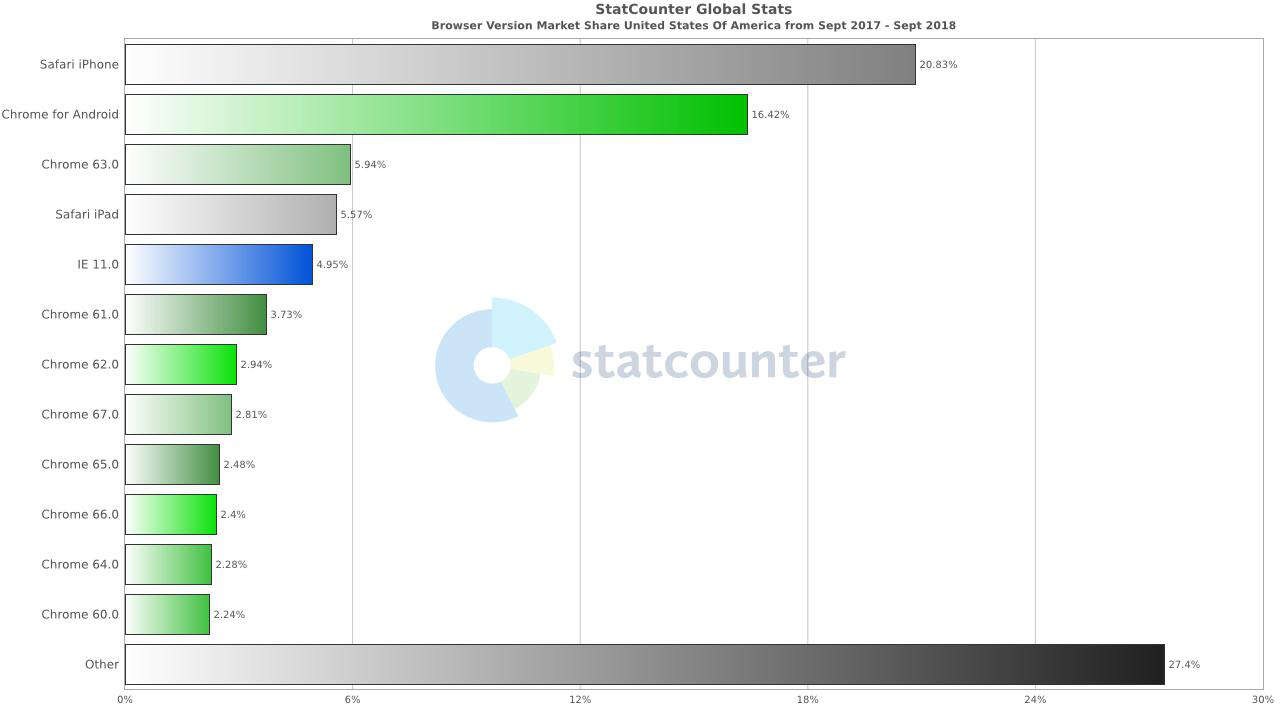 StatCounter Global Stats
Browser Version Market Share United States Of America from Sept 2017 - Sept 2018
Safari iPhone 20.83%
Chrome for Android 16.42%
Chrome 63.0 5.94%
Safari iPad 5.57%
IE 11.0 4.95%
Chrome 61.0 3.73%
Chrome 62.0 2.94%
statcounter
Chrome 67.0 2.81%
Chrome 65.0 2.48%
Chrome 66.0 2.4%
Chrome 64.0 2.28%
Chrome 60.0 2.24%
Other 27.4%
0% 6% 12% 18% 24% 30%